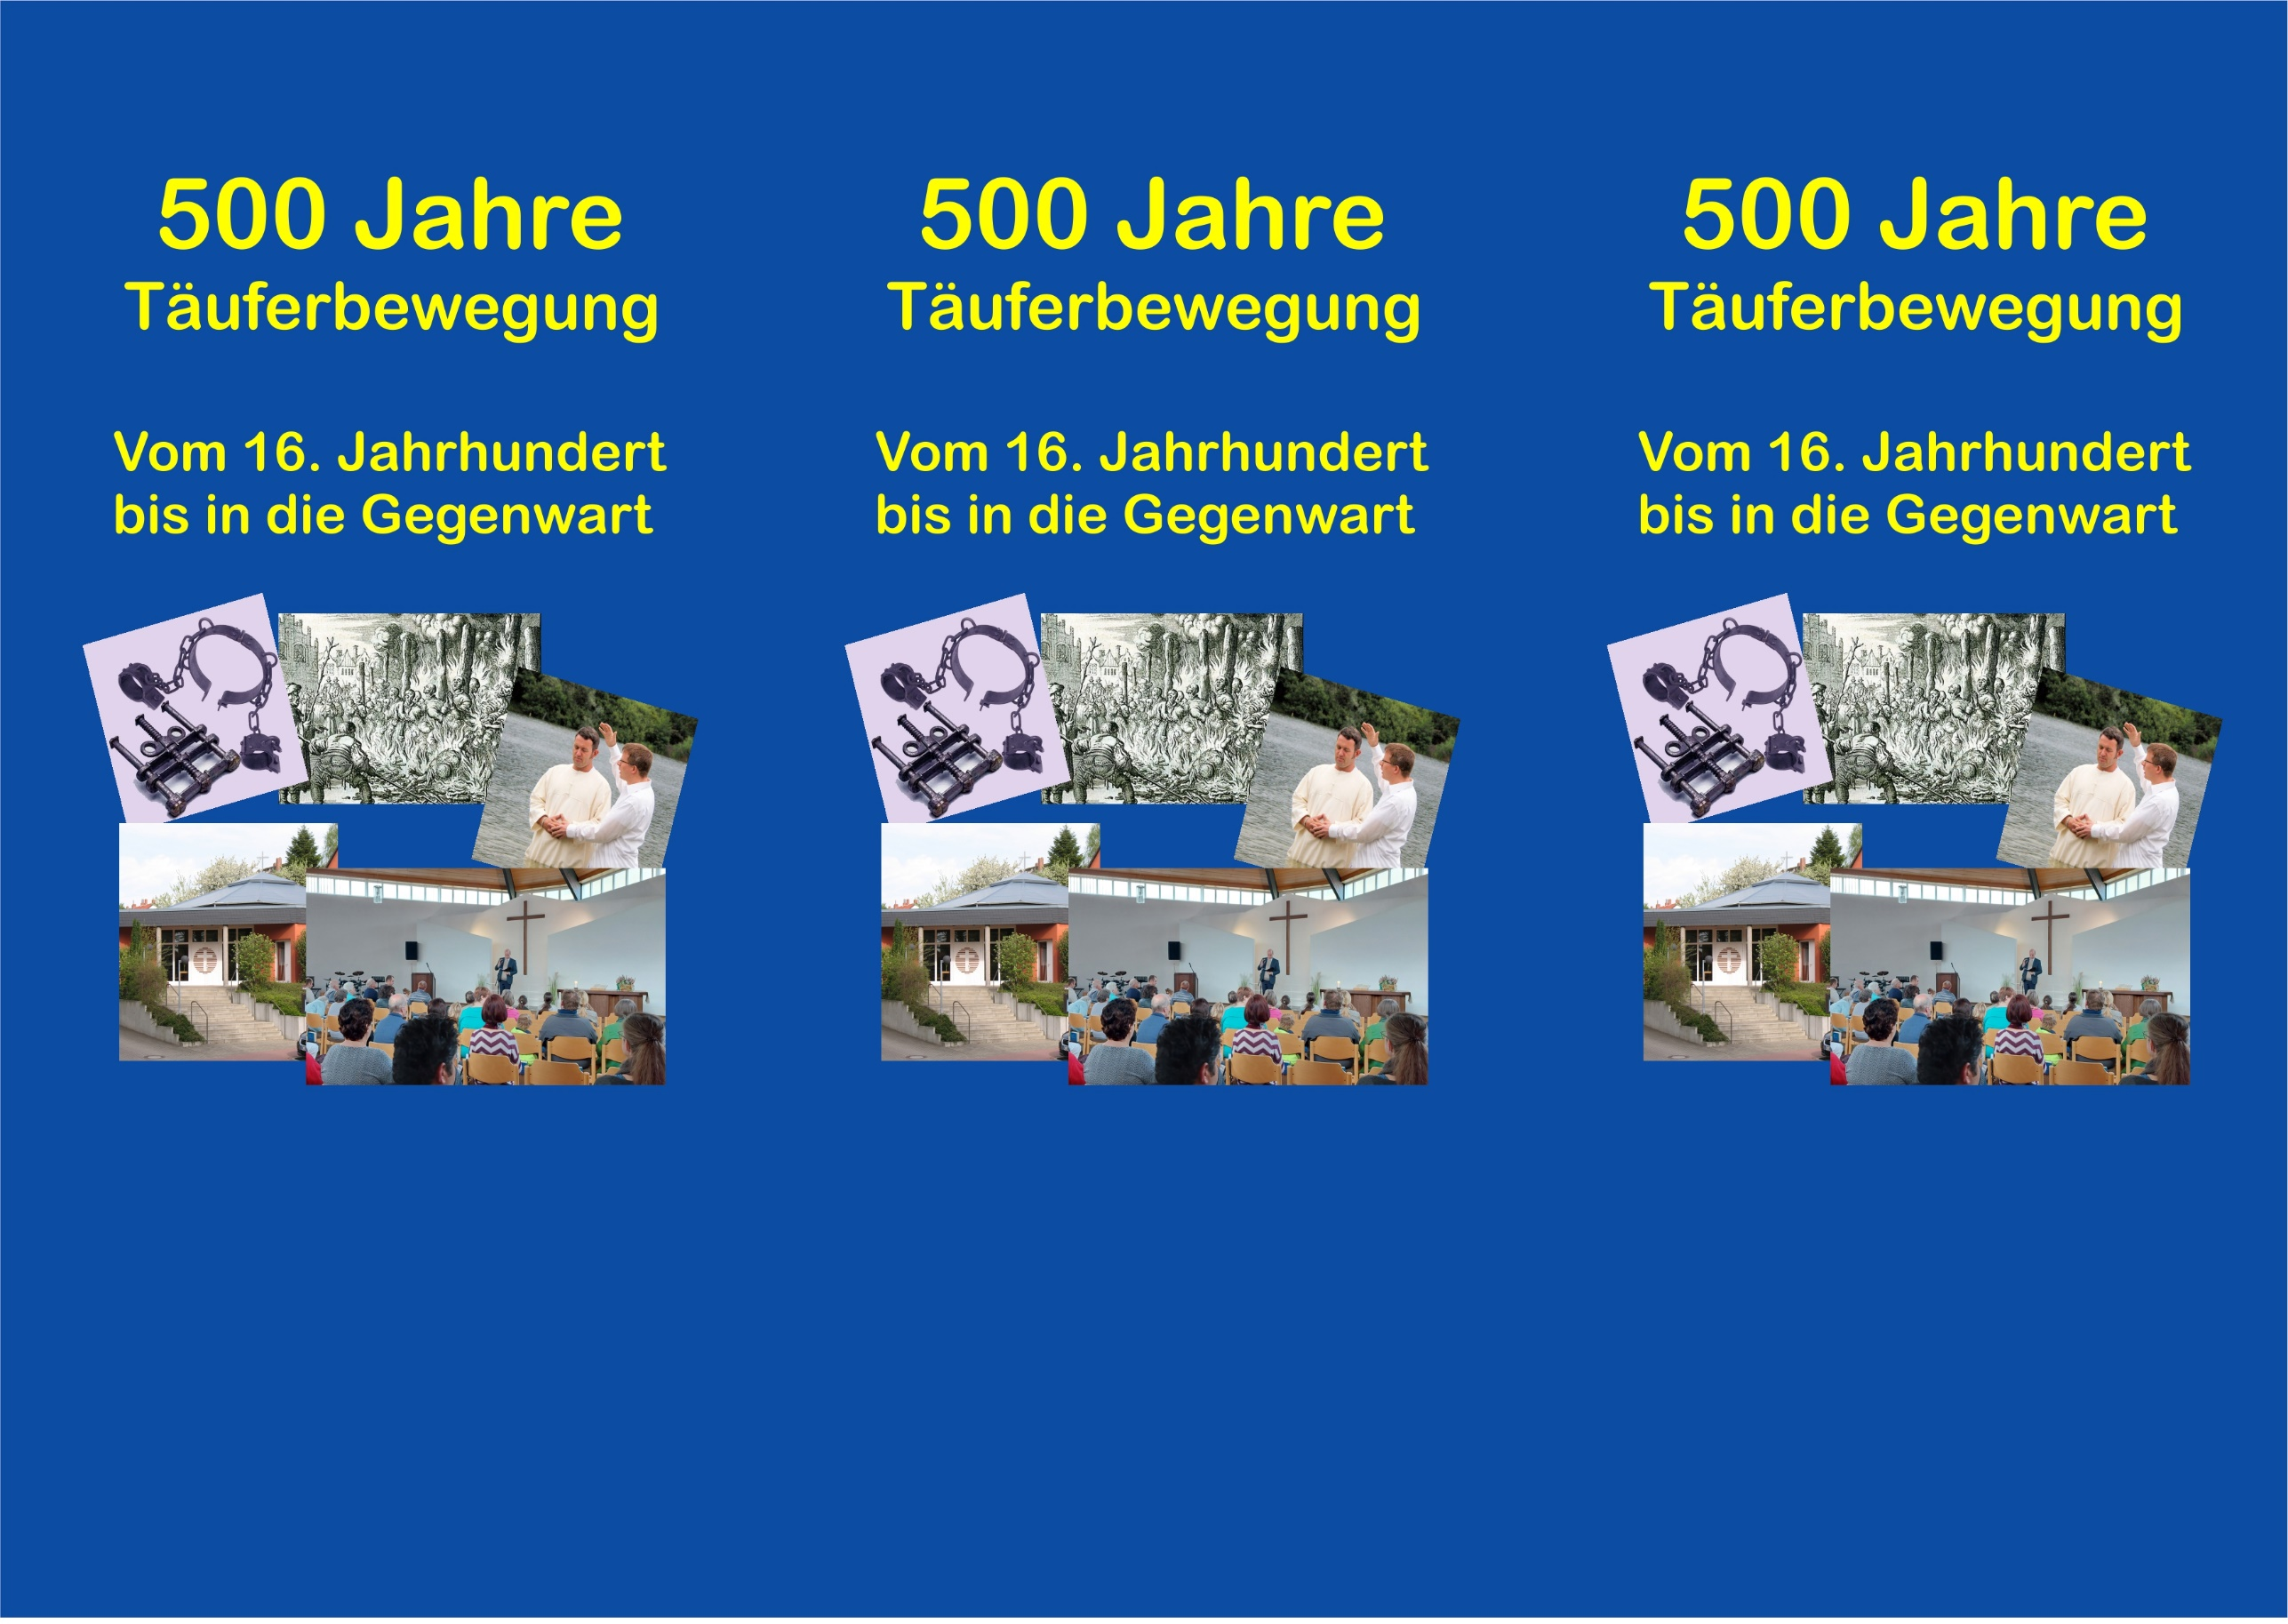 500 Jahre
Täuferbewegung
Vom 16. Jahrhundert
bis in die Gegenwart
500 Jahre
Täuferbewegung
Vom 16. Jahrhundert
bis in die Gegenwart
500 Jahre
Täuferbewegung
Vom 16. Jahrhundert
bis in die Gegenwart